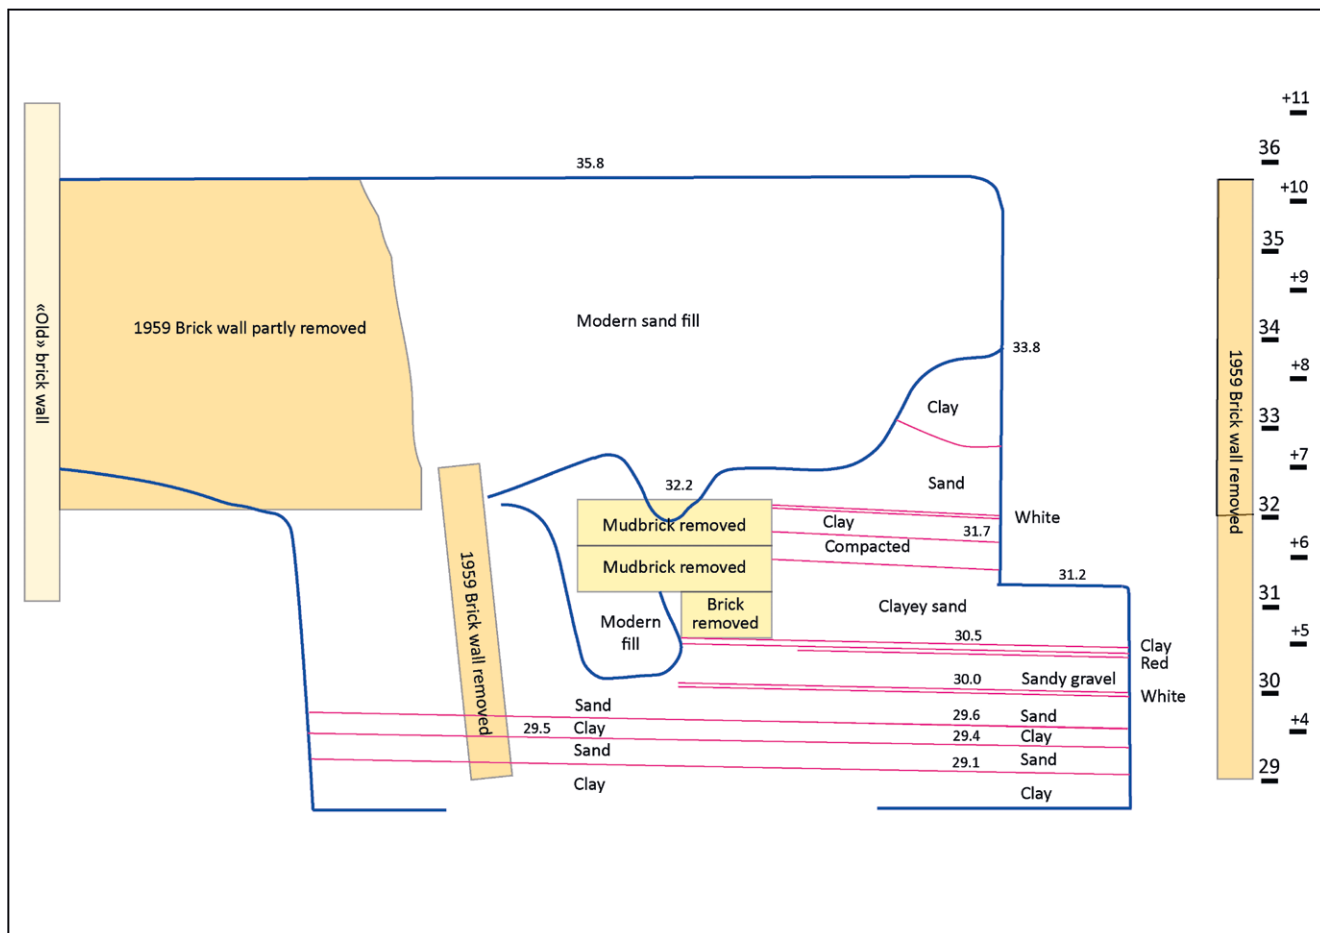 +11
36
35.8
+10
35
+9
«Old» brick wall
1959 Brick wall partly removed
Modern sand fill
34
33.8
1959 Brick wall removed
+8
Clay
33
+7
Sand
32.2
32
White
Mudbrick removed
Clay
31.7
Compacted
+6
Mudbrick removed
31.2
1959 Brick wall removed
31
Brick
removed
Clayey sand
Modern
fill
30.5
Clay
Red
+5
30.0
Sandy gravel
White
30
Sand
29.6
Sand
29.5
Clay
29.4
Clay
+4
Sand
29.1
Sand
29
Clay
Clay